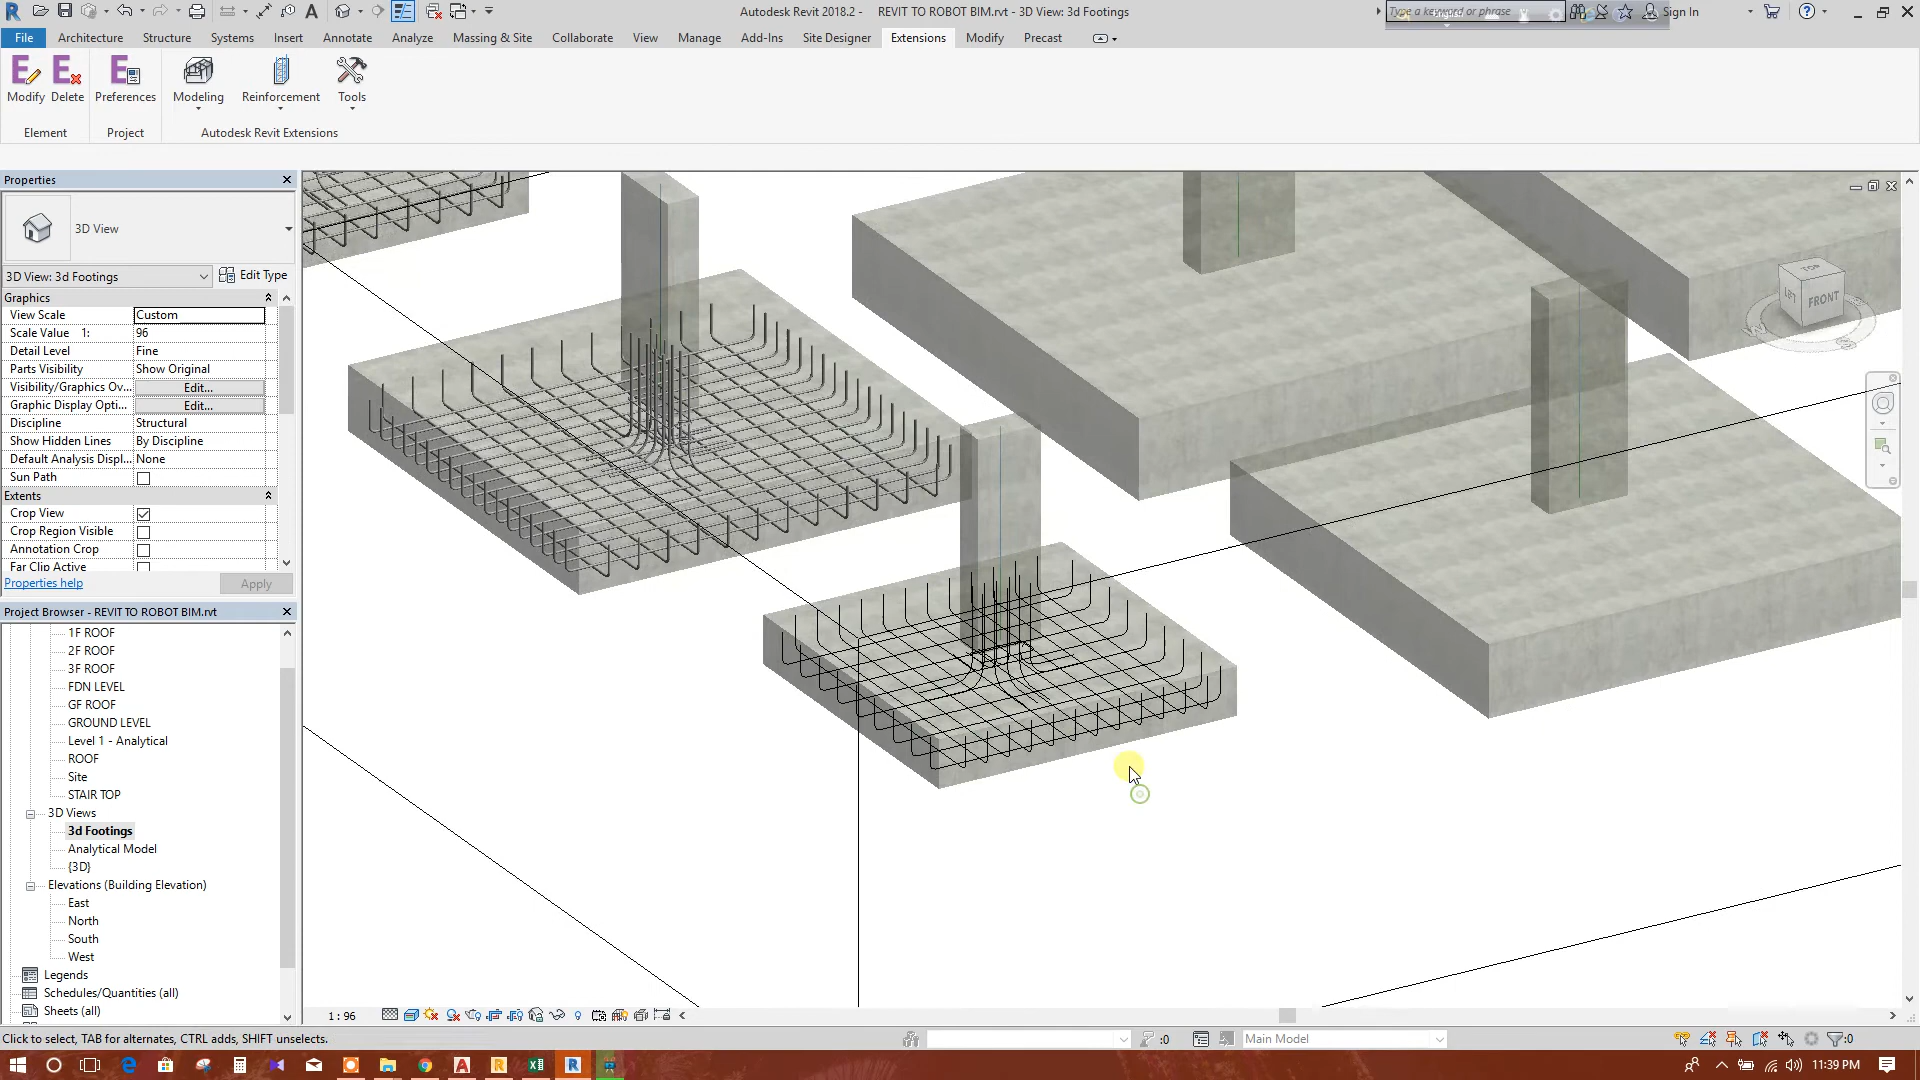 Autodesk Revit 2018.2 - REVIT TO ROBOT BIM.rvt - 3D View: 3d Footings
Type a keyword or phrase
Sign In
File Architecture Structure Systems Insert Annotate Analyze Massing & Site Collaborate View Manage Add-Ins Site Designer Extensions Modify Precast
Modify Delete Preferences Modeling Reinforcement Tools
Element Project Autodesk Revit Extensions
Properties
3D View
3D View: 3d Footings Edit Type
Graphics
View Scale Custom
Scale Value 1: 96
Detail Level Fine
Parts Visibility Show Original
Visibility/Graphics Ov... Edit...
Graphic Display Opti... Edit...
Discipline Structural
Show Hidden Lines By Discipline
Default Analysis Displ... None
Sun Path
Extents
Crop View
Crop Region Visible
Annotation Crop
Far Clip Active
Properties help Apply
Project Browser - REVIT TO ROBOT BIM.rvt
1F ROOF
2F ROOF
3F ROOF
FDN LEVEL
GF ROOF
GROUND LEVEL
Level 1 - Analytical
ROOF
Site
STAIR TOP
3D Views
3d Footings
Analytical Model
{3D}
Elevations (Building Elevation)
East
North
South
West
Legends
Schedules/Quantities (all)
Sheets (all)
TOP
LEFT FRONT
W S
1 : 96
Click to select, TAB for alternates, CTRL adds, SHIFT unselects.
:0 Main Model :0
11:39 PM